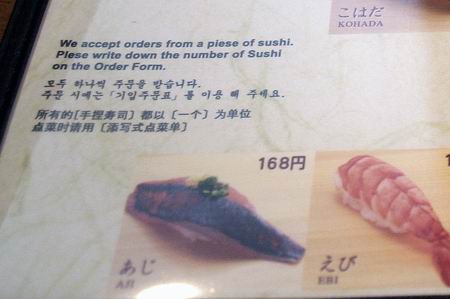 こはだ
KOHADA
We accept orders from a piese of sushi.
Plese write down the number of Sushi
on the Order Form.
모두 하나씩 주문을 받습니다.
주문 시에는「기입주문표」를 이용 해 주세요.
所有的［手捏寿司］都以［一个］为单位
点菜时请用［添写式点菜单］
168円
あじ
AJI
えび
EBI